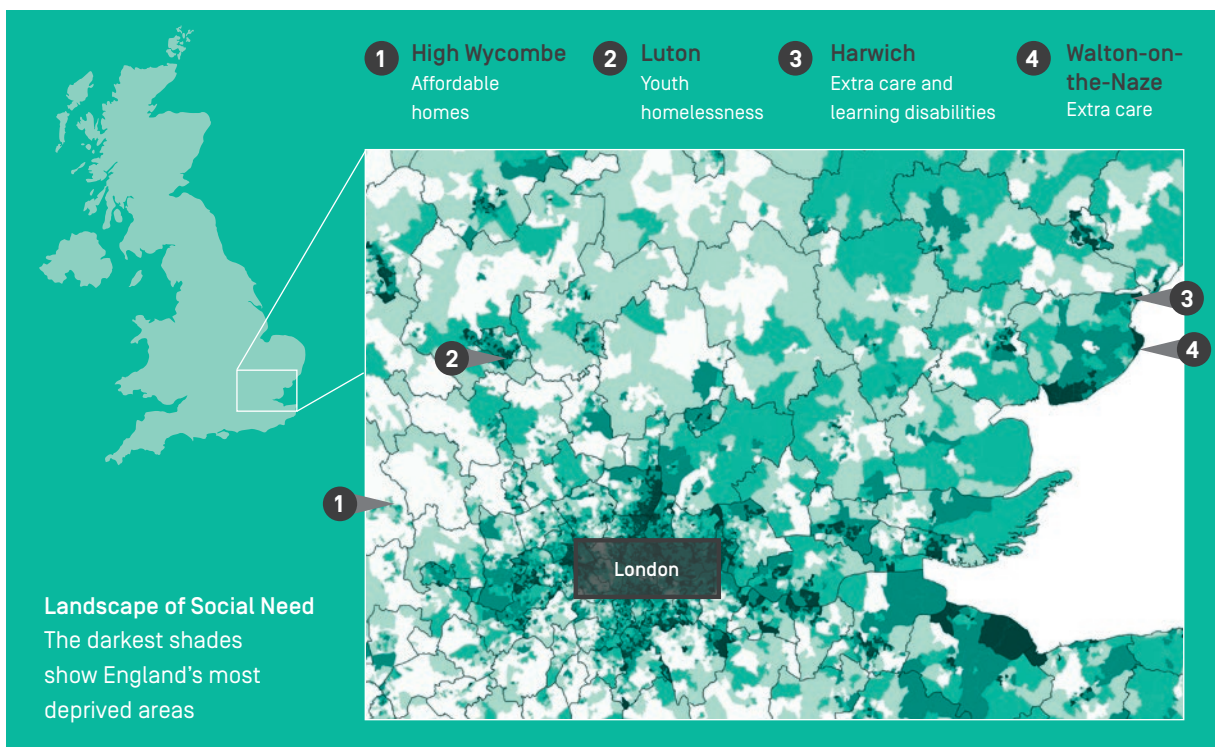 1
High Wycombe
Affordable
homes
2
Luton
Youth
homelessness
3
Harwich
Extra care and
learning disabilities
4
Walton-on-
the-Naze
Extra care
3
4
2
1
London
Landscape of Social Need
The darkest shades
show England's most
deprived areas